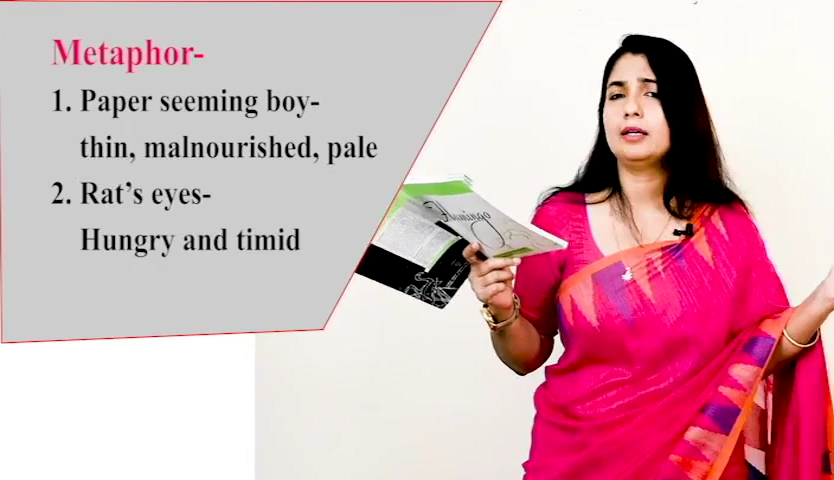 Metaphor-
1. Paper seeming boy-
thin, malnourished, pale
2. Rat’s eyes-
Hungry and timid
Flamingo